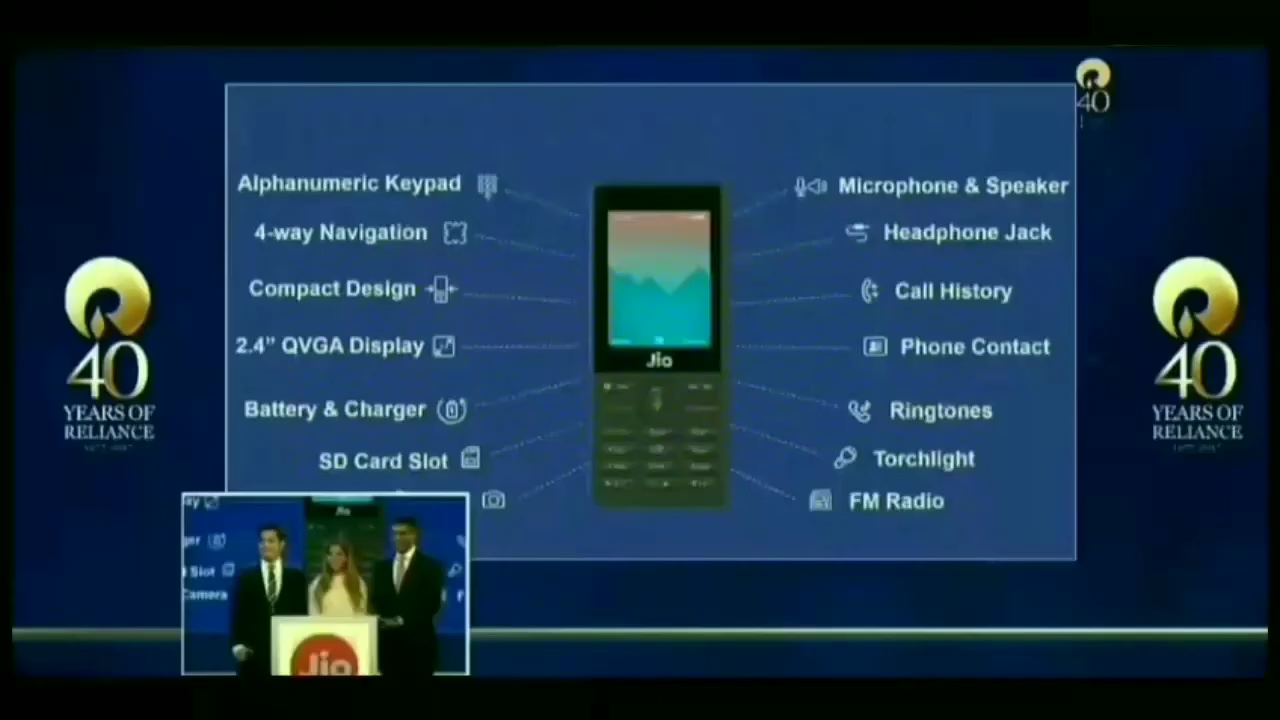 40
Alphanumeric Keypad
4-way Navigation
Compact Design
2.4” QVGA Display
Battery & Charger
SD Card Slot
Microphone & Speaker
Headphone Jack
Call History
Phone Contact
Ringtones
Torchlight
FM Radio
Jio
40
YEARS OF
RELIANCE
40
YEARS OF
RELIANCE
Jio
Slot
Camera
Jio